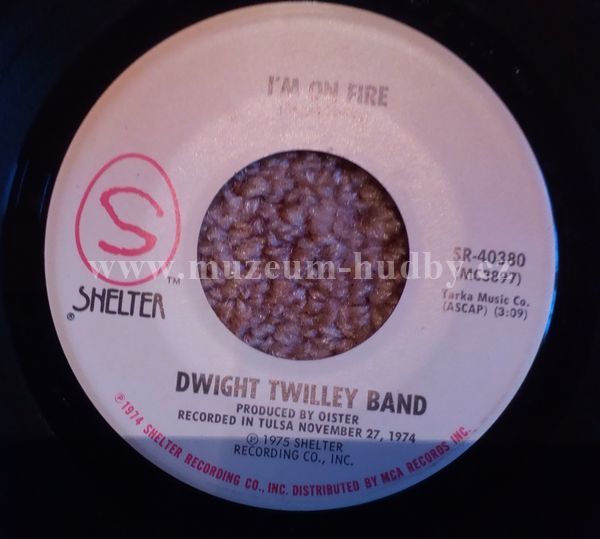 I'M ON FIRE
S
™
® SHELTER
SR-40380
(MC3897)
Tarka Music Co.
(ASCAP) (3:09)
DWIGHT TWILLEY BAND
PRODUCED BY OISTER
RECORDED IN TULSA NOVEMBER 27, 1974
℗ 1975 SHELTER
RECORDING CO., INC.
℗ 1974 SHELTER RECORDING CO., INC. DISTRIBUTED BY MCA RECORDS INC.
www.muzeum-hudby.cz